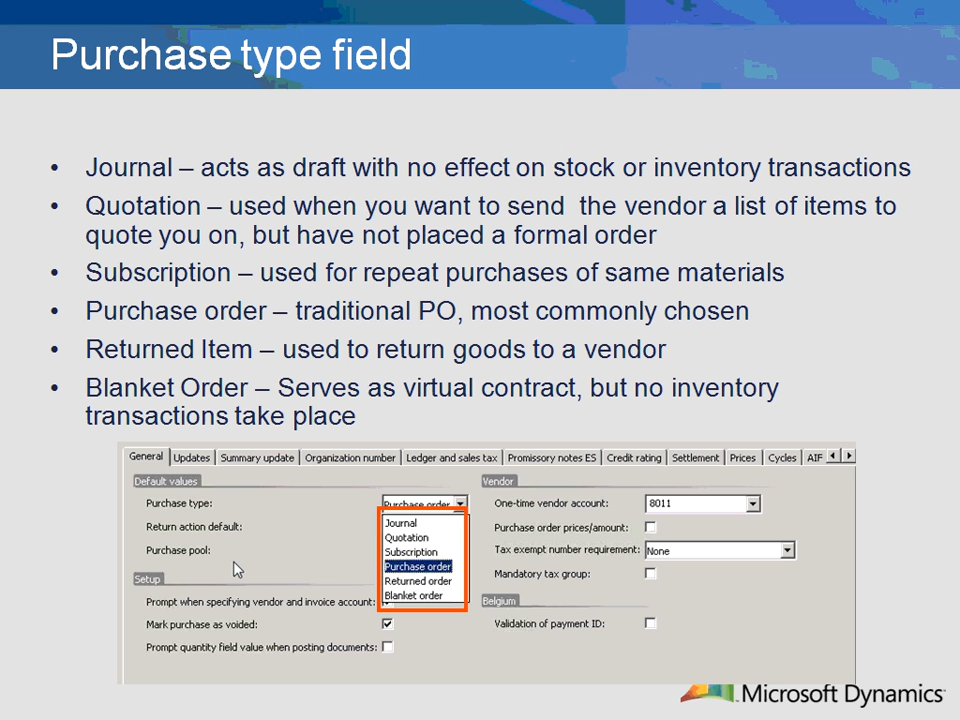 Purchase type field
• Journal – acts as draft with no effect on stock or inventory transactions
• Quotation – used when you want to send  the vendor a list of items to
quote you on, but have not placed a formal order
• Subscription – used for repeat purchases of same materials
• Purchase order – traditional PO, most commonly chosen
• Returned Item – used to return goods to a vendor
• Blanket Order – Serves as virtual contract, but no inventory
transactions take place
General Updates Summary update Organization number Ledger and sales tax Promissory notes ES Credit rating Settlement Prices Cycles AIF
Default values
Purchase type: Purchase order
Return action default:
Purchase pool:
Journal
Quotation
Subscription
Purchase order
Returned order
Blanket order
Setup
Prompt when specifying vendor and invoice account:
Mark purchase as voided:
Prompt quantity field value when posting documents:
Vendor
One-time vendor account: 8011
Purchase order prices/amount:
Tax exempt number requirement: None
Mandatory tax group:
Belgium
Validation of payment ID:
Microsoft Dynamics